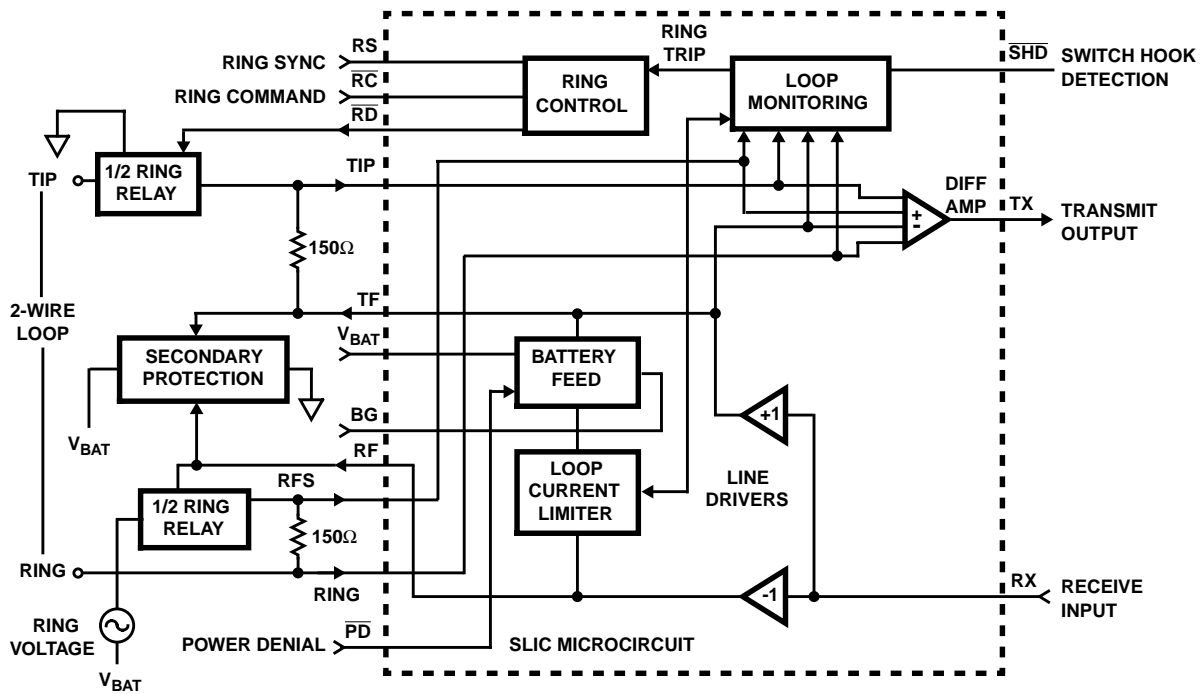 RING SYNC
RS
RING
TRIP
SHD
SWITCH HOOK
DETECTION
RING COMMAND
RC
RING
CONTROL
LOOP
MONITORING
RD
1/2 RING
RELAY
TIP
TIP
DIFF
AMP
+
-
TX
TRANSMIT
OUTPUT
150Ω
2-WIRE
LOOP
TF
VBAT
SECONDARY
PROTECTION
BATTERY
FEED
VBAT
BG
+1
RF
LINE
DRIVERS
LOOP
CURRENT
LIMITER
1/2 RING
RELAY
RFS
150Ω
RING
RING
-1
RX
RECEIVE
INPUT
RING
VOLTAGE
VBAT
POWER DENIAL
PD
SLIC MICROCIRCUIT